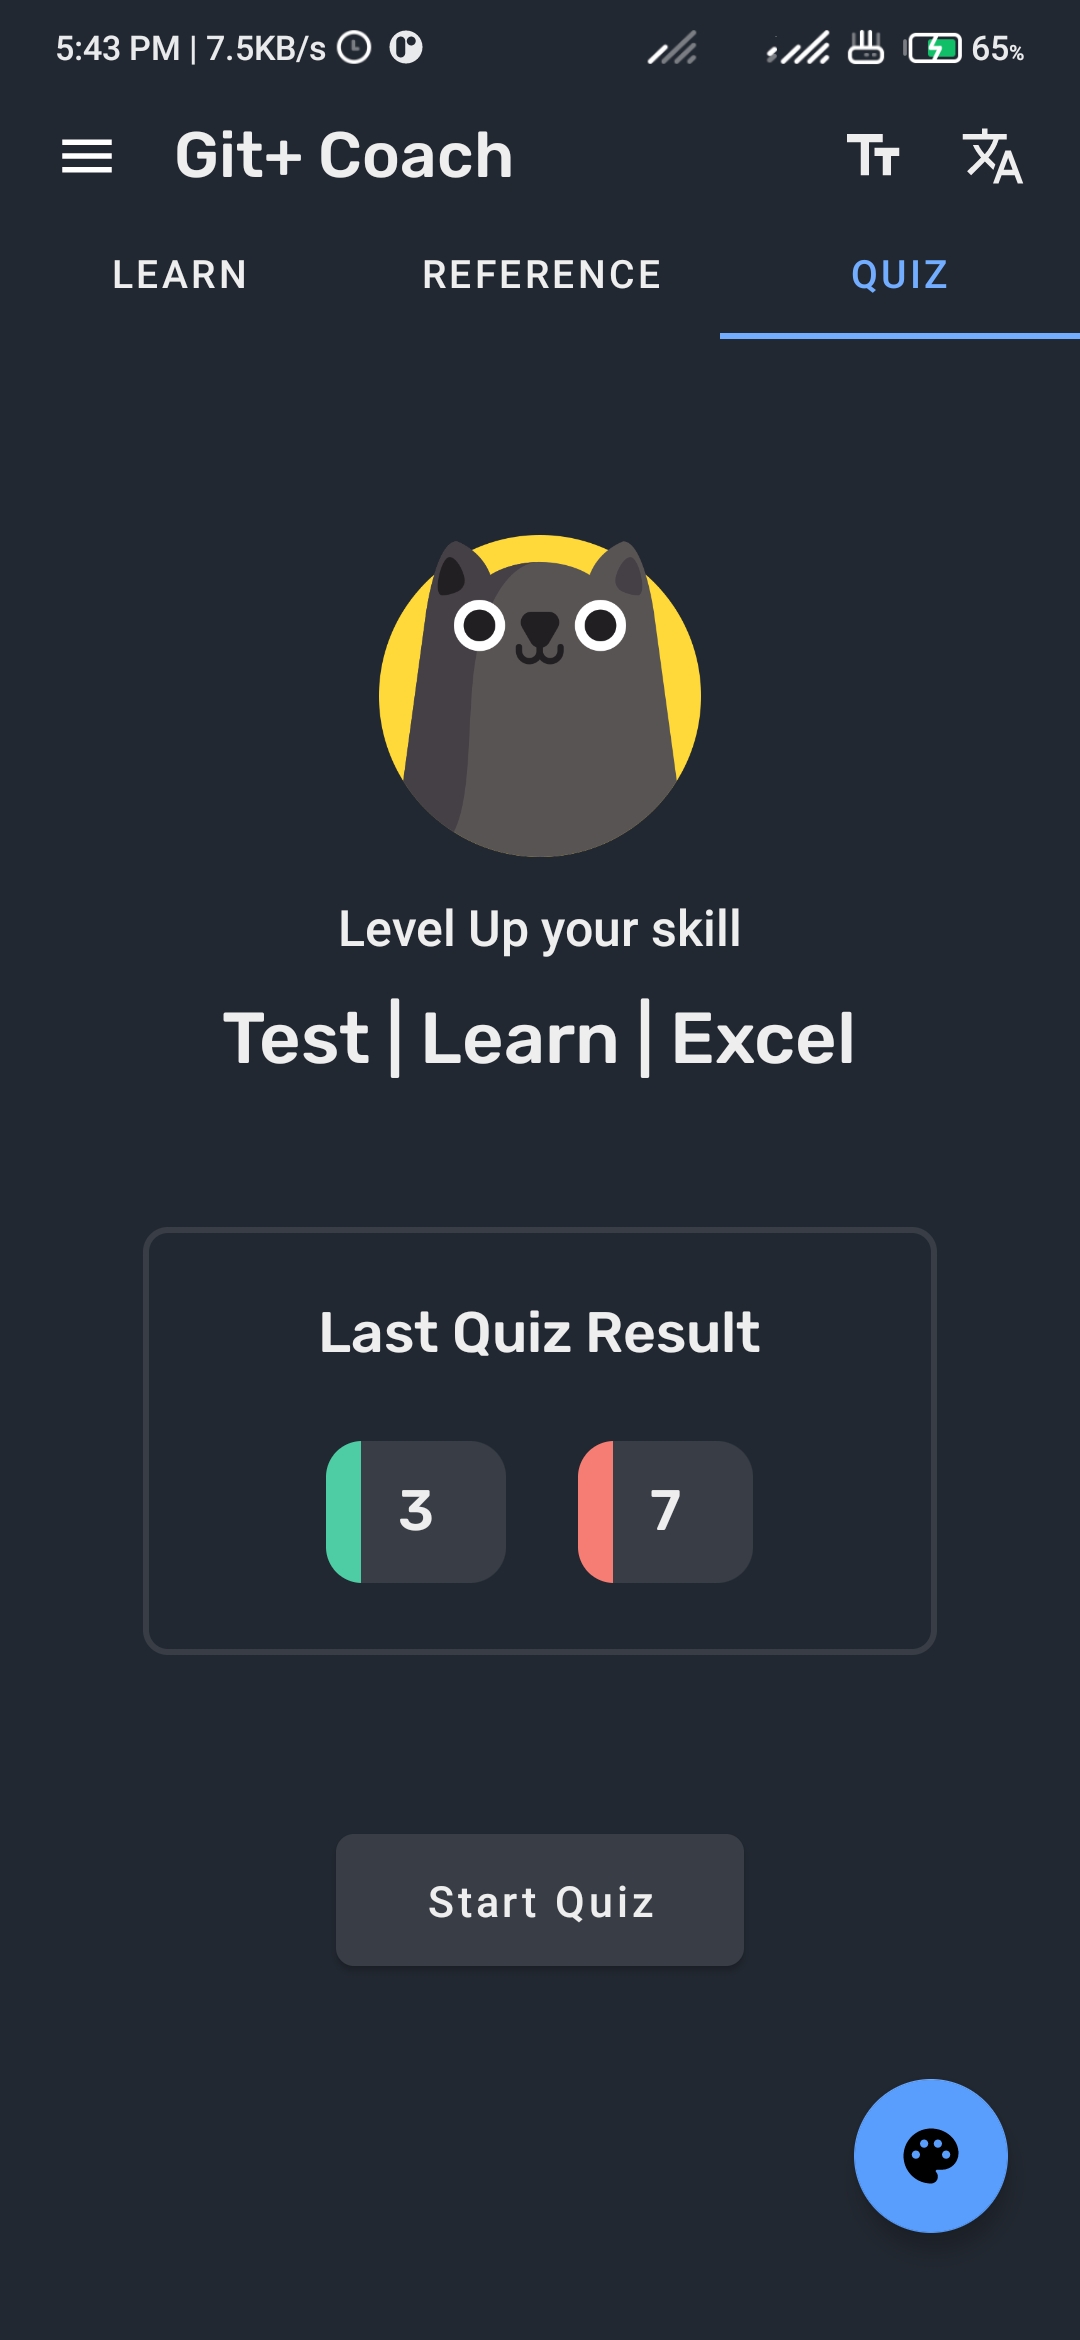 5:43 PM | 7.5KB/s 65%
Git+ Coach
LEARN REFERENCE QUIZ
Level Up your skill
Test | Learn | Excel
Last Quiz Result
3 7
Start Quiz